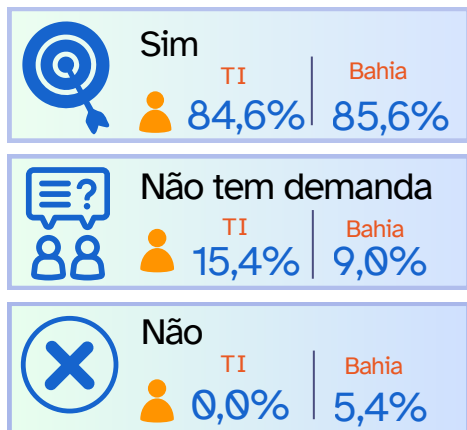 Sim
TI Bahia
84,6% 85,6%
?
Não tem demanda
TI Bahia
15,4% 9,0%
Não
TI Bahia
0,0% 5,4%